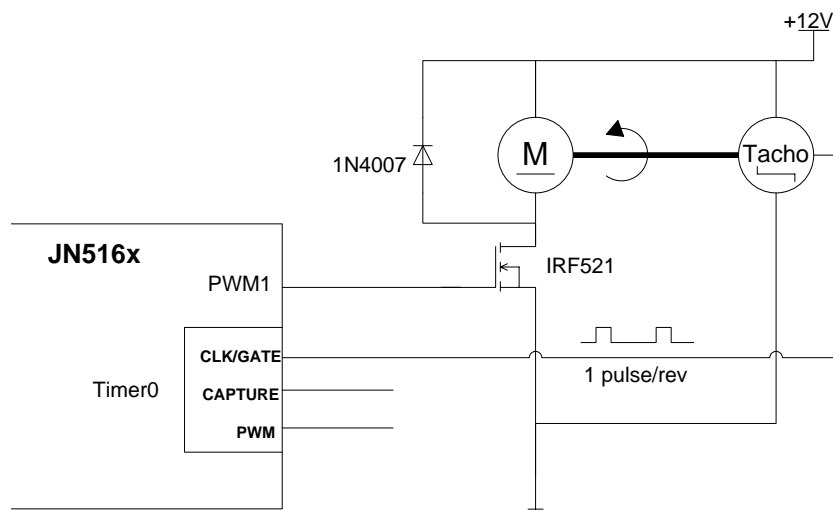 +12V
1N4007
M
Tacho
JN516x
PWM1
IRF521
CLK/GATE
1 pulse/rev
Timer0
CAPTURE
PWM